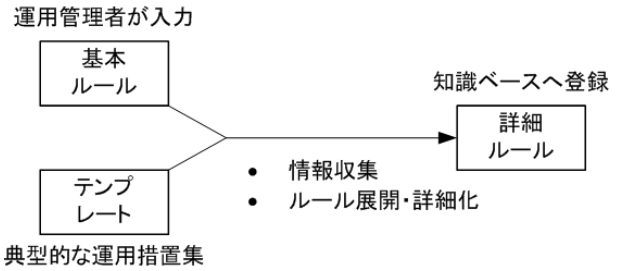 運用管理者が入力
基本
ルール
知識ベースへ登録
詳細
ルール
• 情報収集
• ルール展開・詳細化
テンプ
レート
典型的な運用措置集